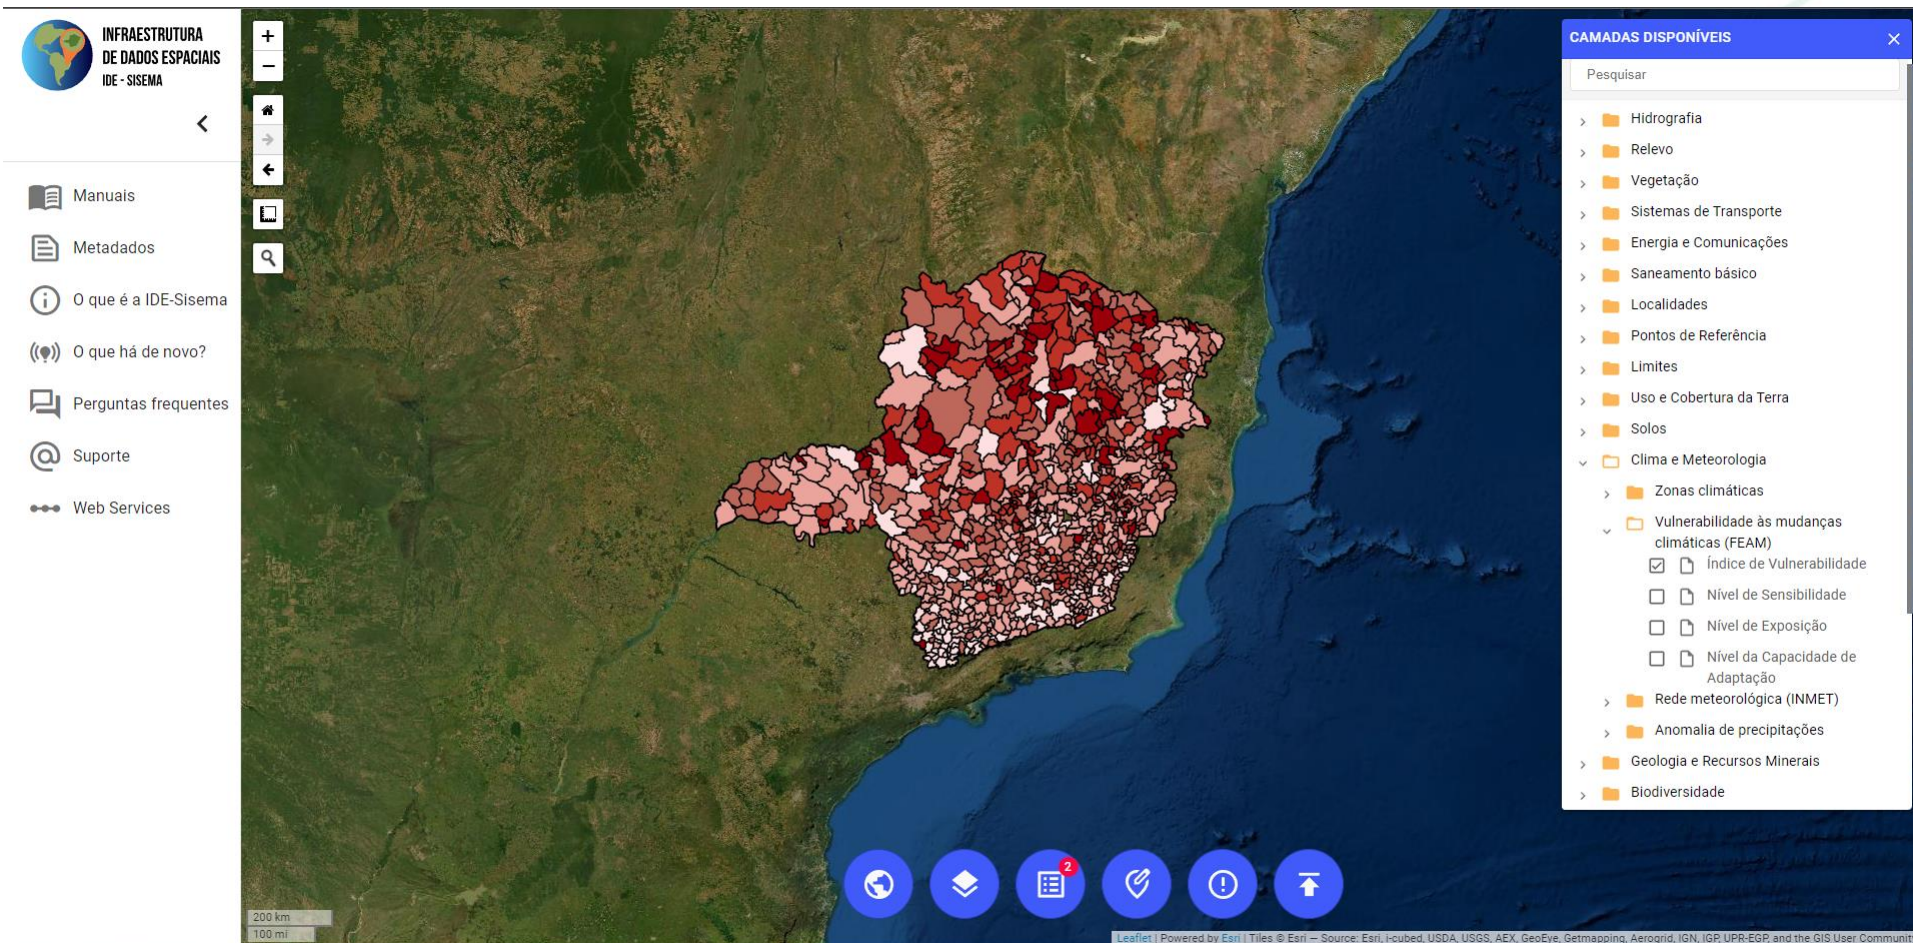 INFRAESTRUTURA
DE DADOS ESPACIAIS
IDE - SISEMA
Manuais
Metadados
O que é a IDE-Sisema
O que há de novo?
Perguntas frequentes
Suporte
Web Services
+
−
200 km
100 mi
2
CAMADAS DISPONÍVEIS
Pesquisar
Hidrografia
Relevo
Vegetação
Sistemas de Transporte
Energia e Comunicações
Saneamento básico
Localidades
Pontos de Referência
Limites
Uso e Cobertura da Terra
Solos
Clima e Meteorologia
Zonas climáticas
Vulnerabilidade às mudanças
climáticas (FEAM)
Índice de Vulnerabilidade
Nível de Sensibilidade
Nível de Exposição
Nível da Capacidade de
Adaptação
Rede meteorológica (INMET)
Anomalia de precipitações
Geologia e Recursos Minerais
Biodiversidade
Leaflet | Powered by Esri | Tiles © Esri — Source: Esri, i-cubed, USDA, USGS, AEX, GeoEye, Getmapping, Aerogrid, IGN, IGP, UPR-EGP, and the GIS User Communit